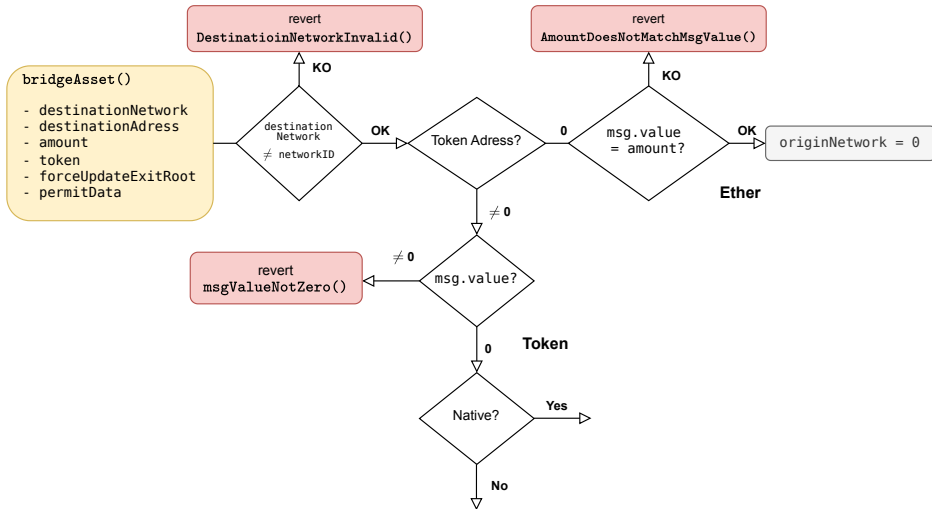 revert
DestinatioinNetworkInvalid()
revert
AmountDoesNotMatchMsgValue()
KO
KO
bridgeAsset()
- destinationNetwork
- destinationAdress
- amount
- token
- forceUpdateExitRoot
- permitData
destination
Network
≠ networkID
OK
Token Adress?
0
msg.value
= amount?
OK
originNetwork = 0
Ether
≠ 0
revert
msgValueNotZero()
≠ 0
msg.value?
0
Token
Native?
Yes
No